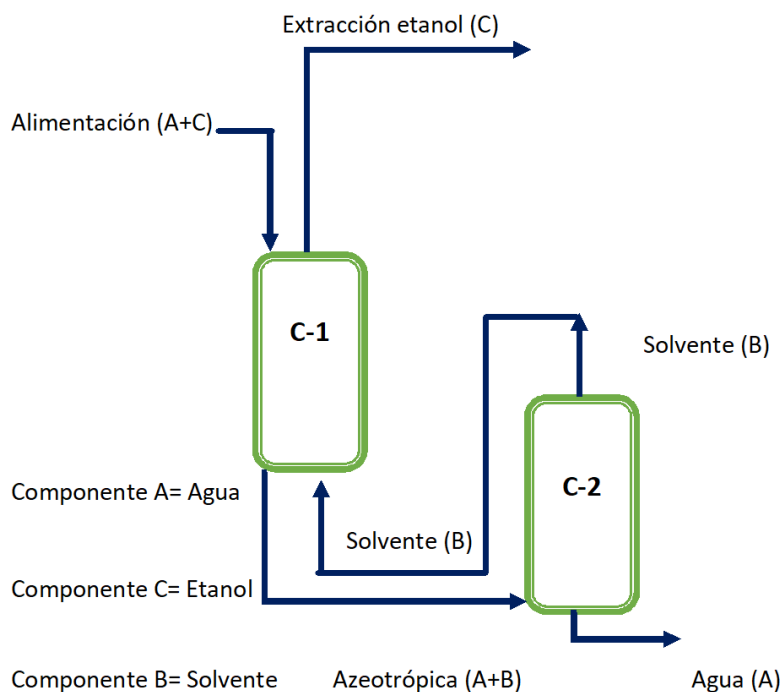 Extracción etanol (C)
Alimentación (A+C)
C-1
Solvente (B)
C-2
Componente A= Agua
Solvente (B)
Componente C= Etanol
Componente B= Solvente
Azeotrópica (A+B)
Agua (A)